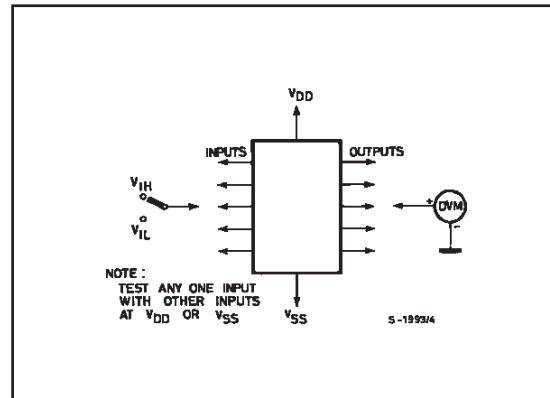 VDD
INPUTS OUTPUTS
VIH
VIL
+ DVM
-
NOTE :
TEST ANY ONE INPUT
WITH OTHER INPUTS
AT VDD OR VSS
VSS
S-1993/4